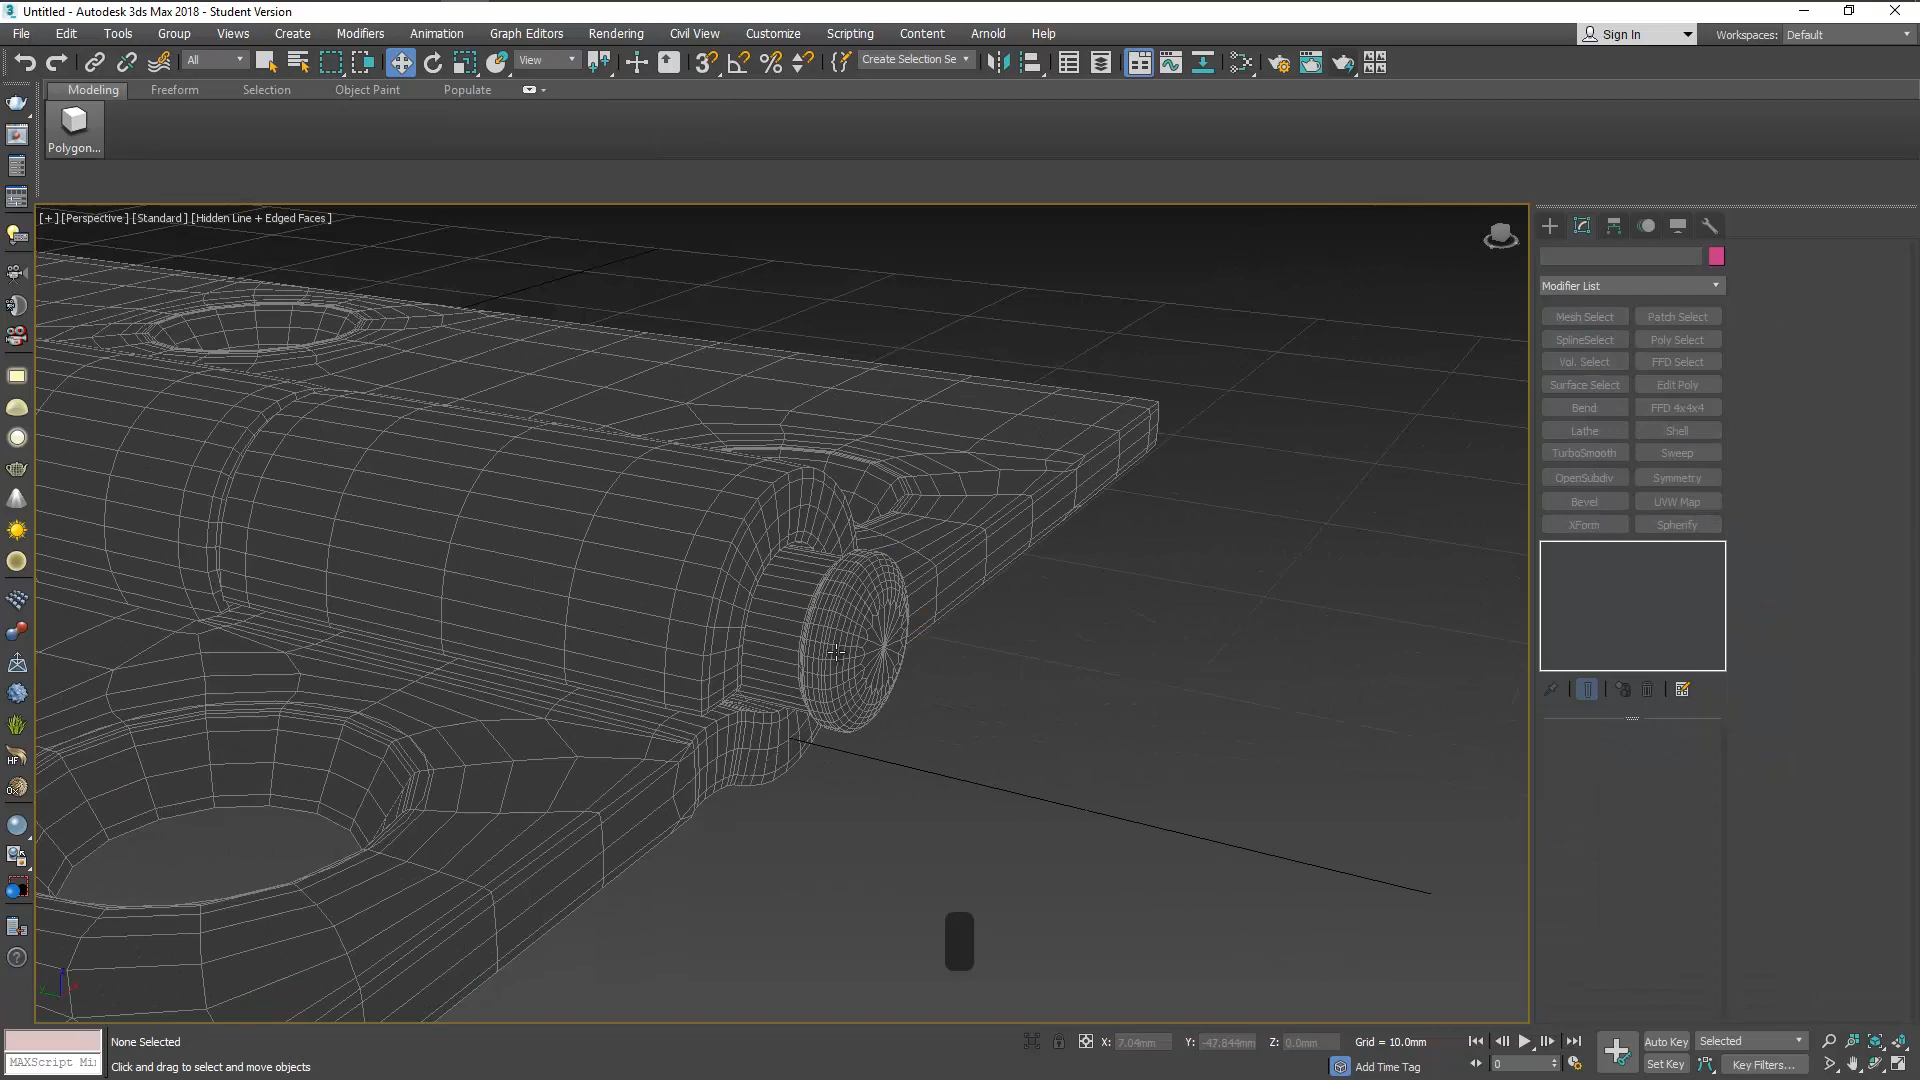 Untitled - Autodesk 3ds Max 2018 - Student Version
File Edit Tools Group Views Create Modifiers Animation Graph Editors Rendering Civil View Customize Scripting Content Arnold Help
Sign In
Workspaces: Default
All
View
Create Selection Se
Modeling Freeform Selection Object Paint Populate
Polygon...
[+] [Perspective ] [Standard ] [Hidden Line + Edged Faces ]
Modifier List
Mesh Select Patch Select
SplineSelect Poly Select
Vol. Select FFD Select
Surface Select Edit Poly
Bend FFD 4x4x4
Lathe Shell
TurboSmooth Sweep
OpenSubdiv Symmetry
Bevel UVW Map
XForm Spherify
HF
None Selected
MAXScript Mi
Click and drag to select and move objects
X: 7.04mm Y: -47.844mm Z: 0.0mm Grid = 10.0mm
Add Time Tag
0
Auto Key Selected
Set Key Key Filters...